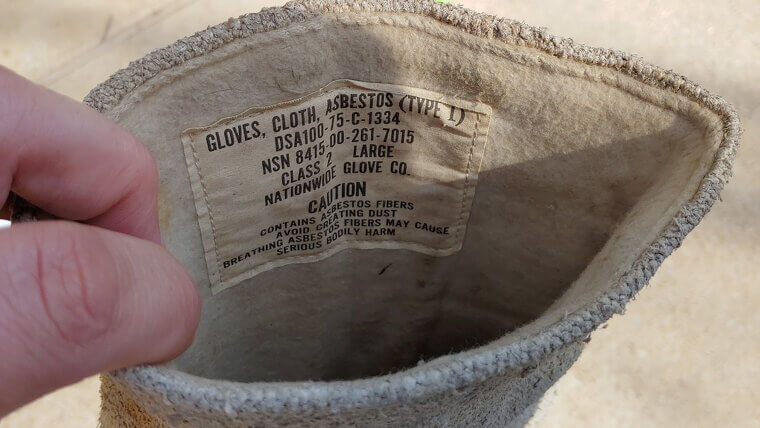 GLOVES, CLOTH, ASBESTOS (TYPE I)
DSA100-75-C-1334
NSN 8415-00-261-7015
CLASS 2 LARGE
NATIONWIDE GLOVE CO.
CAUTION
CONTAINS ASBESTOS FIBERS
AVOID CREATING DUST
BREATHING ASBESTOS FIBERS MAY CAUSE
SERIOUS BODILY HARM